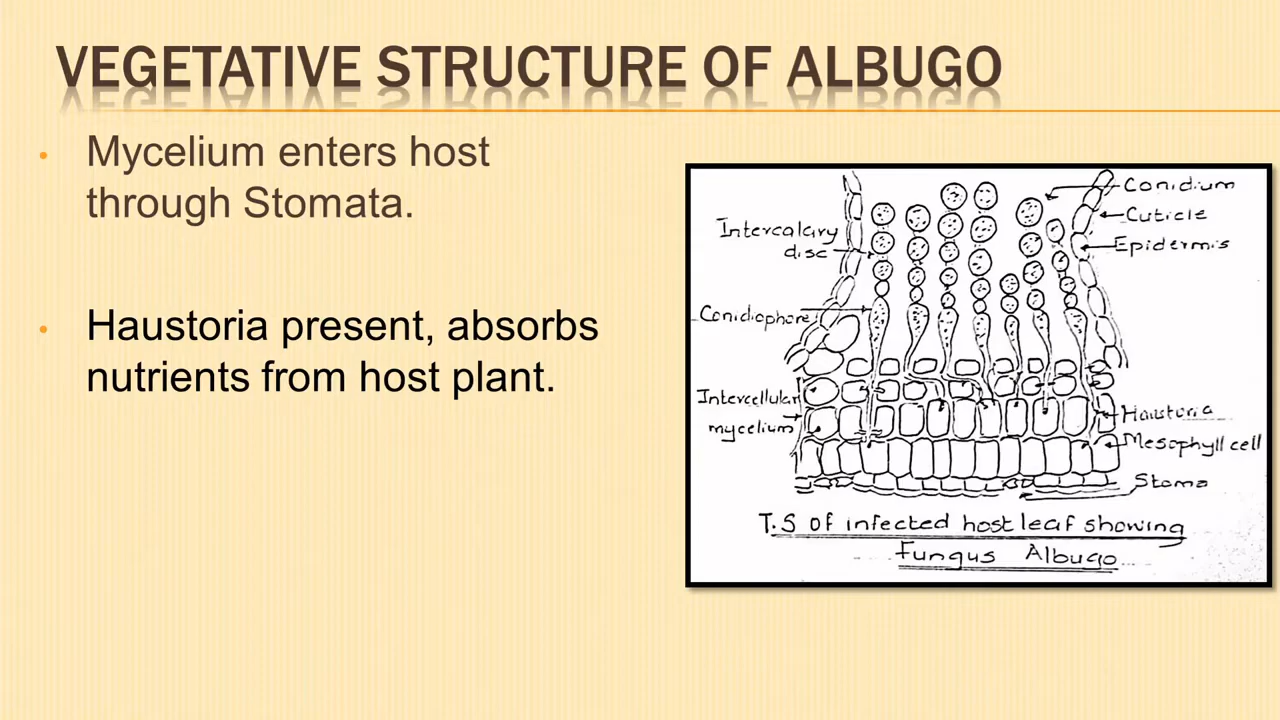 VEGETATIVE STRUCTURE OF ALBUGO
• Mycelium enters host
through Stomata.
• Haustoria present, absorbs
nutrients from host plant.
Intercalary
disc
Conidiophore
Intercellular
mycelium
Conidium
Cuticle
Epidermis
Haustoria
Mesophyll cell
Stoma
T.S of infected host leaf showing
Fungus Albugo